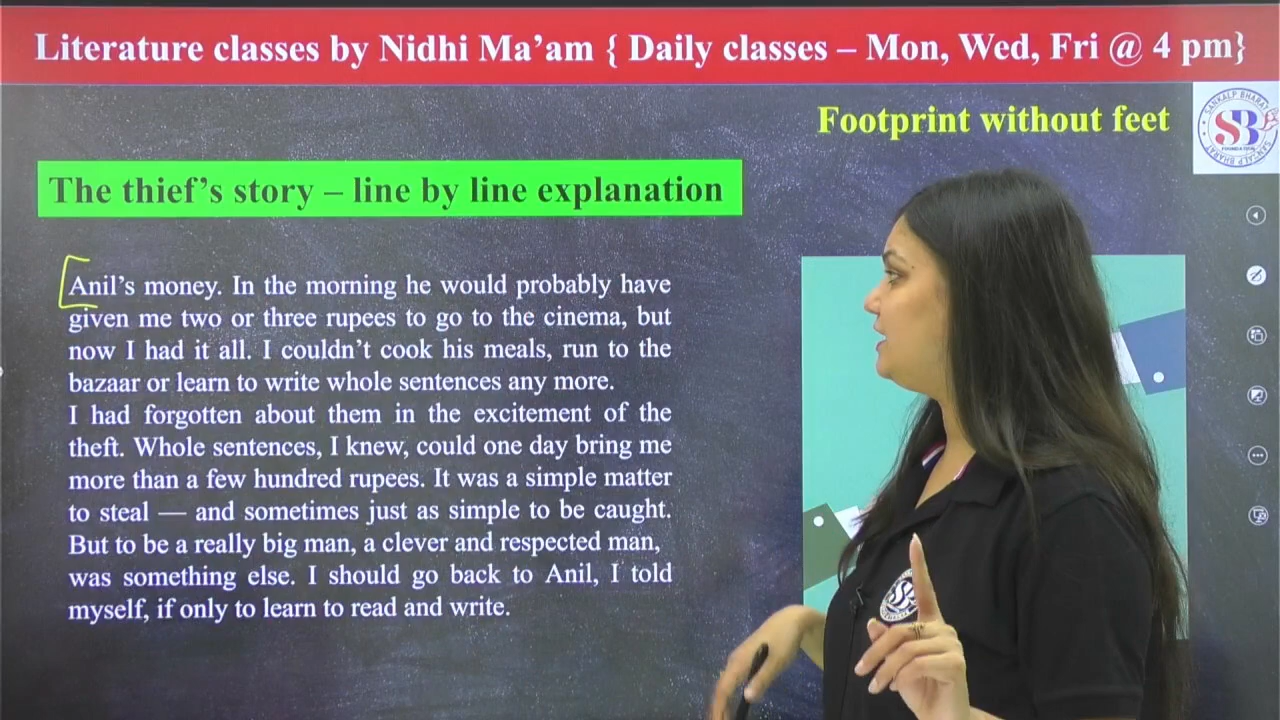 Literature classes by Nidhi Ma’am { Daily classes – Mon, Wed, Fri @ 4 pm}
Footprint without feet
SANKALP BHARAT
SB
FOUNDATION
The thief’s story – line by line explanation
Anil’s money. In the morning he would probably have
given me two or three rupees to go to the cinema, but
now I had it all. I couldn’t cook his meals, run to the
bazaar or learn to write whole sentences any more.
I had forgotten about them in the excitement of the
theft. Whole sentences, I knew, could one day bring me
more than a few hundred rupees. It was a simple matter
to steal — and sometimes just as simple to be caught.
But to be a really big man, a clever and respected man,
was something else. I should go back to Anil, I told
myself, if only to learn to read and write.
SB